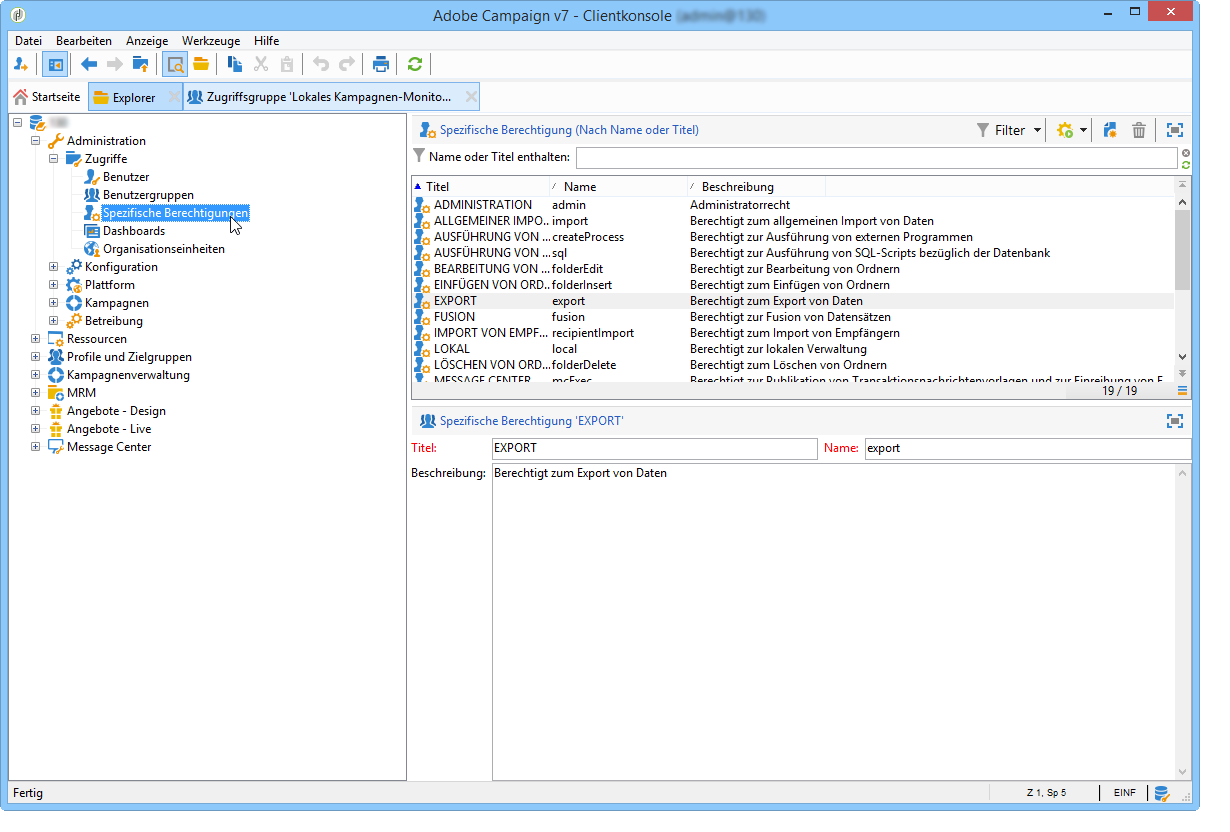 Adobe Campaign v7 - Clientkonsole (admin@130)
Datei Bearbeiten Anzeige Werkzeuge Hilfe
Startseite Explorer Zugriffsgruppe 'Lokales Kampagnen-Monito...
Administration
Zugriffe
Benutzer
Benutzergruppen
Spezifische Berechtigungen
Dashboards
Organisationseinheiten
Konfiguration
Plattform
Kampagnen
Betreibung
Ressourcen
Profile und Zielgruppen
Kampagnenverwaltung
MRM
Angebote - Design
Angebote - Live
Message Center
Spezifische Berechtigung (Nach Name oder Titel) Filter
Name oder Titel enthalten:
Titel Name Beschreibung
ADMINISTRATION admin Administratorrecht
ALLGEMEINER IMPO... import Berechtigt zum allgemeinen Import von Daten
AUSFÜHRUNG VON ... createProcess Berechtigt zur Ausführung von externen Programmen
AUSFÜHRUNG VON ... sql Berechtigt zur Ausführung von SQL-Scripts bezüglich der Datenbank
BEARBEITUNG VON ... folderEdit Berechtigt zur Bearbeitung von Ordnern
EINFÜGEN VON ORD... folderInsert Berechtigt zum Einfügen von Ordnern
EXPORT export Berechtigt zum Export von Daten
FUSION fusion Berechtigt zur Fusion von Datensätzen
IMPORT VON EMPF... recipientImport Berechtigt zum Import von Empfängern
LOKAL local Berechtigt zur lokalen Verwaltung
LÖSCHEN VON ORD... folderDelete Berechtigt zum Löschen von Ordnern
MESSAGE CENTER mcExec Berechtigt zur Publikation von Transaktionsnachrichtenvorlagen und zur Einreihung von E
19 / 19
Spezifische Berechtigung 'EXPORT'
Titel: EXPORT Name: export
Beschreibung: Berechtigt zum Export von Daten
Fertig Z 1, Sp 5 EINF